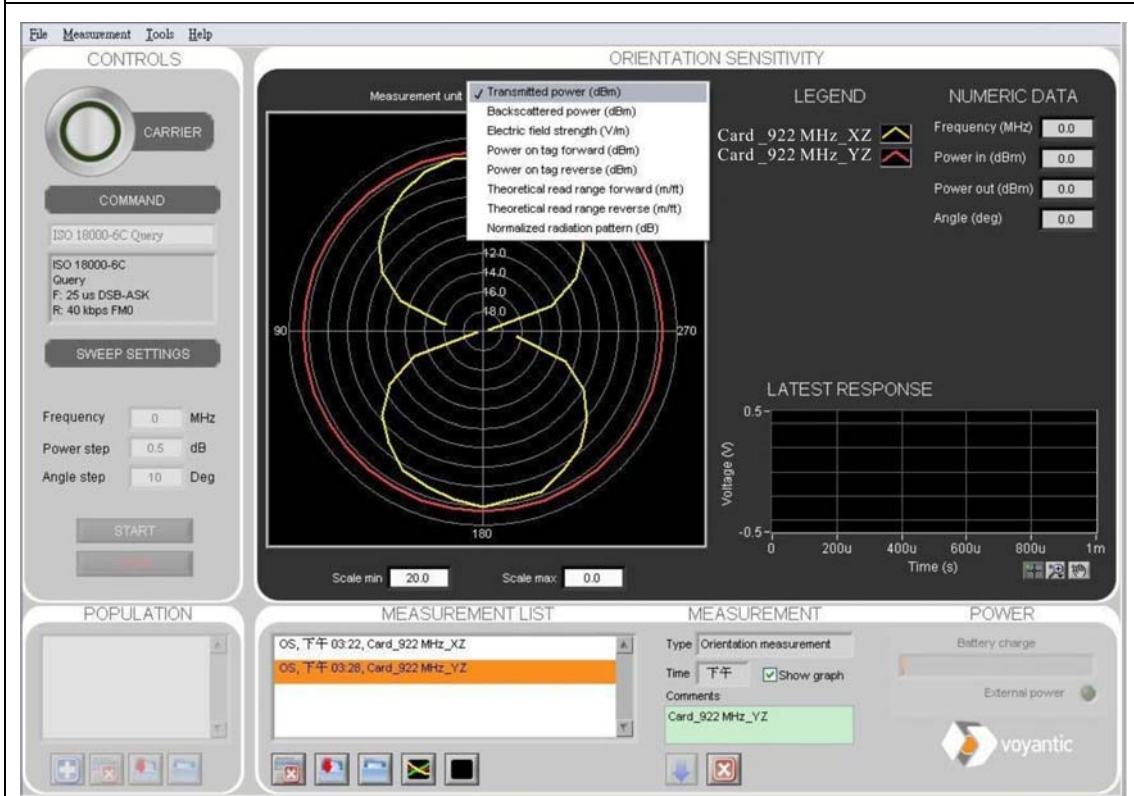 File Measurement Tools Help
CONTROLS
CARRIER
COMMAND
ISO 18000-6C Query
ISO 18000-6C
Query
F: 25 us DSB-ASK
R: 40 kbps FM0
SWEEP SETTINGS
Frequency 0 MHz
Power step 0.5 dB
Angle step 10 Deg
START
ORIENTATION SENSITIVITY
Measurement unit
✓ Transmitted power (dBm)
Backscattered power (dBm)
Electric field strength (V/m)
Power on tag forward (dBm)
Power on tag reverse (dBm)
Theoretical read range forward (m/ft)
Theoretical read range reverse (m/ft)
Normalized radiation pattern (dB)
12.0
14.0
16.0
18.0
90
270
180
Scale min 20.0 Scale max 0.0
LEGEND
Card _922 MHz_XZ
Card _922 MHz_YZ
NUMERIC DATA
Frequency (MHz) 0.0
Power in (dBm) 0.0
Power out (dBm) 0.0
Angle (deg) 0.0
LATEST RESPONSE
Voltage (V)
0.5
-0.5
0 200u 400u 600u 800u 1m
Time (s)
POPULATION
MEASUREMENT LIST
OS, 下午 03:22, Card_922 MHz_XZ
OS, 下午 03:28, Card_922 MHz_YZ
MEASUREMENT
Type Orientation measurement
Time 下午 Show graph
Comments
Card_922 MHz_YZ
POWER
Battery charge
External power
voyantic